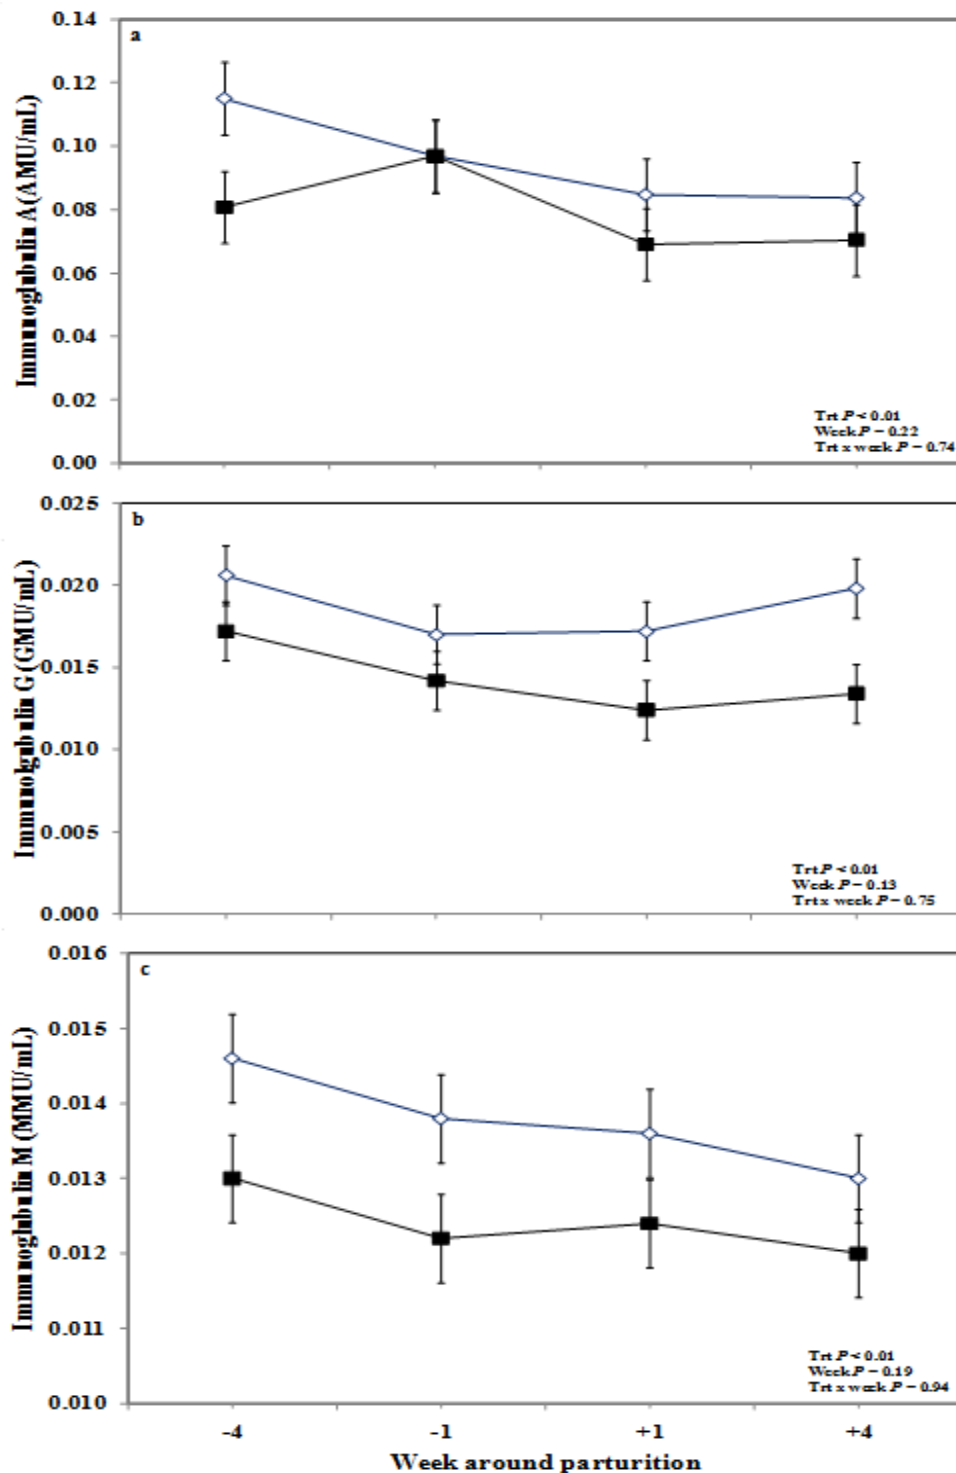 a
Immunoglubulin A (AMU/mL)
0.14
0.12
0.10
0.08
0.06
0.04
0.02
0.00
Trt P < 0.01
Week P = 0.22
Trt x week P = 0.74
b
Immunolgubulin G (GMU/mL)
0.025
0.020
0.015
0.010
0.005
0.000
Trt P < 0.01
Week P = 0.13
Trt x week P = 0.75
c
Immunoglubulin M (MMU/mL)
0.016
0.015
0.014
0.013
0.012
0.011
0.010
Trt P < 0.01
Week P = 0.19
Trt x week P = 0.94
-4 -1 +1 +4
Week around parturition